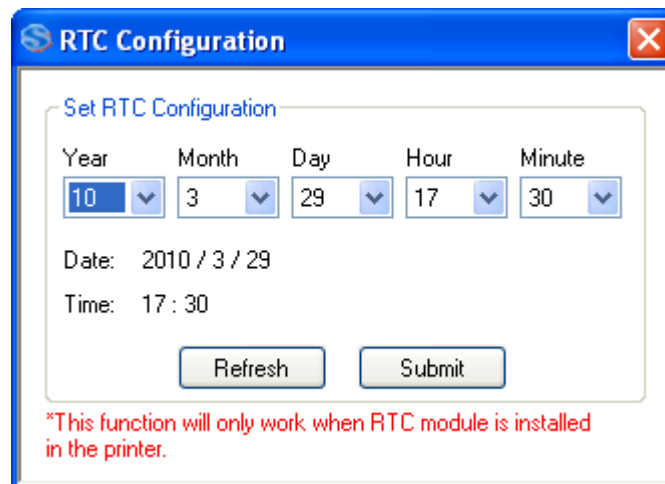 RTC Configuration
Set RTC Configuration
Year Month Day Hour Minute
10 3 29 17 30
Date: 2010 / 3 / 29
Time: 17 : 30
Refresh Submit
*This function will only work when RTC module is installed
in the printer.